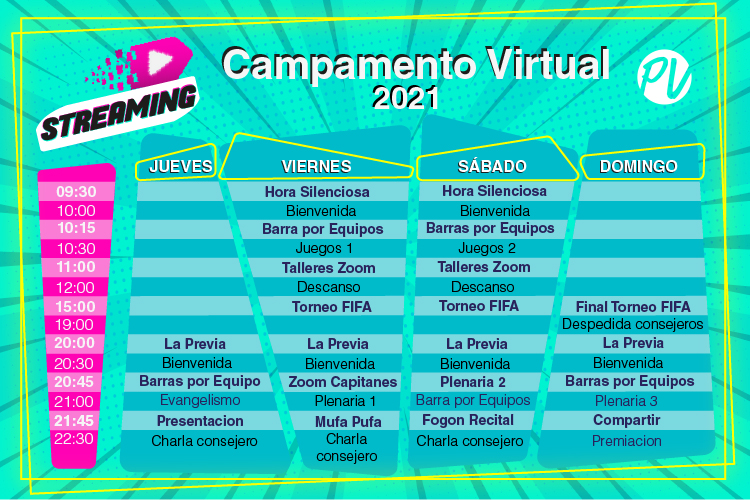 STREAMING
Campamento Virtual
2021
PV
JUEVES VIERNES SÁBADO DOMINGO
09:30 Hora Silenciosa Hora Silenciosa
10:00 Bienvenida Bienvenida
10:15 Barra por Equipos Barras por Equipos
10:30 Juegos 1 Juegos 2
11:00 Talleres Zoom Talleres Zoom
12:00 Descanso Descanso
15:00 Torneo FIFA Torneo FIFA Final Torneo FIFA
19:00 Despedida consejeros
20:00 La Previa La Previa La Previa La Previa
20:30 Bienvenida Bienvenida Bienvenida Bienvenida
20:45 Barras por Equipo Zoom Capitanes Plenaria 2 Barras por Equipos
21:00 Evangelismo Plenaria 1 Barra por Equipos Plenaria 3
21:45 Presentacion Mufa Pufa Fogon Recital Compartir
22:30 Charla consejero Charla consejero Charla consejero Premiacion